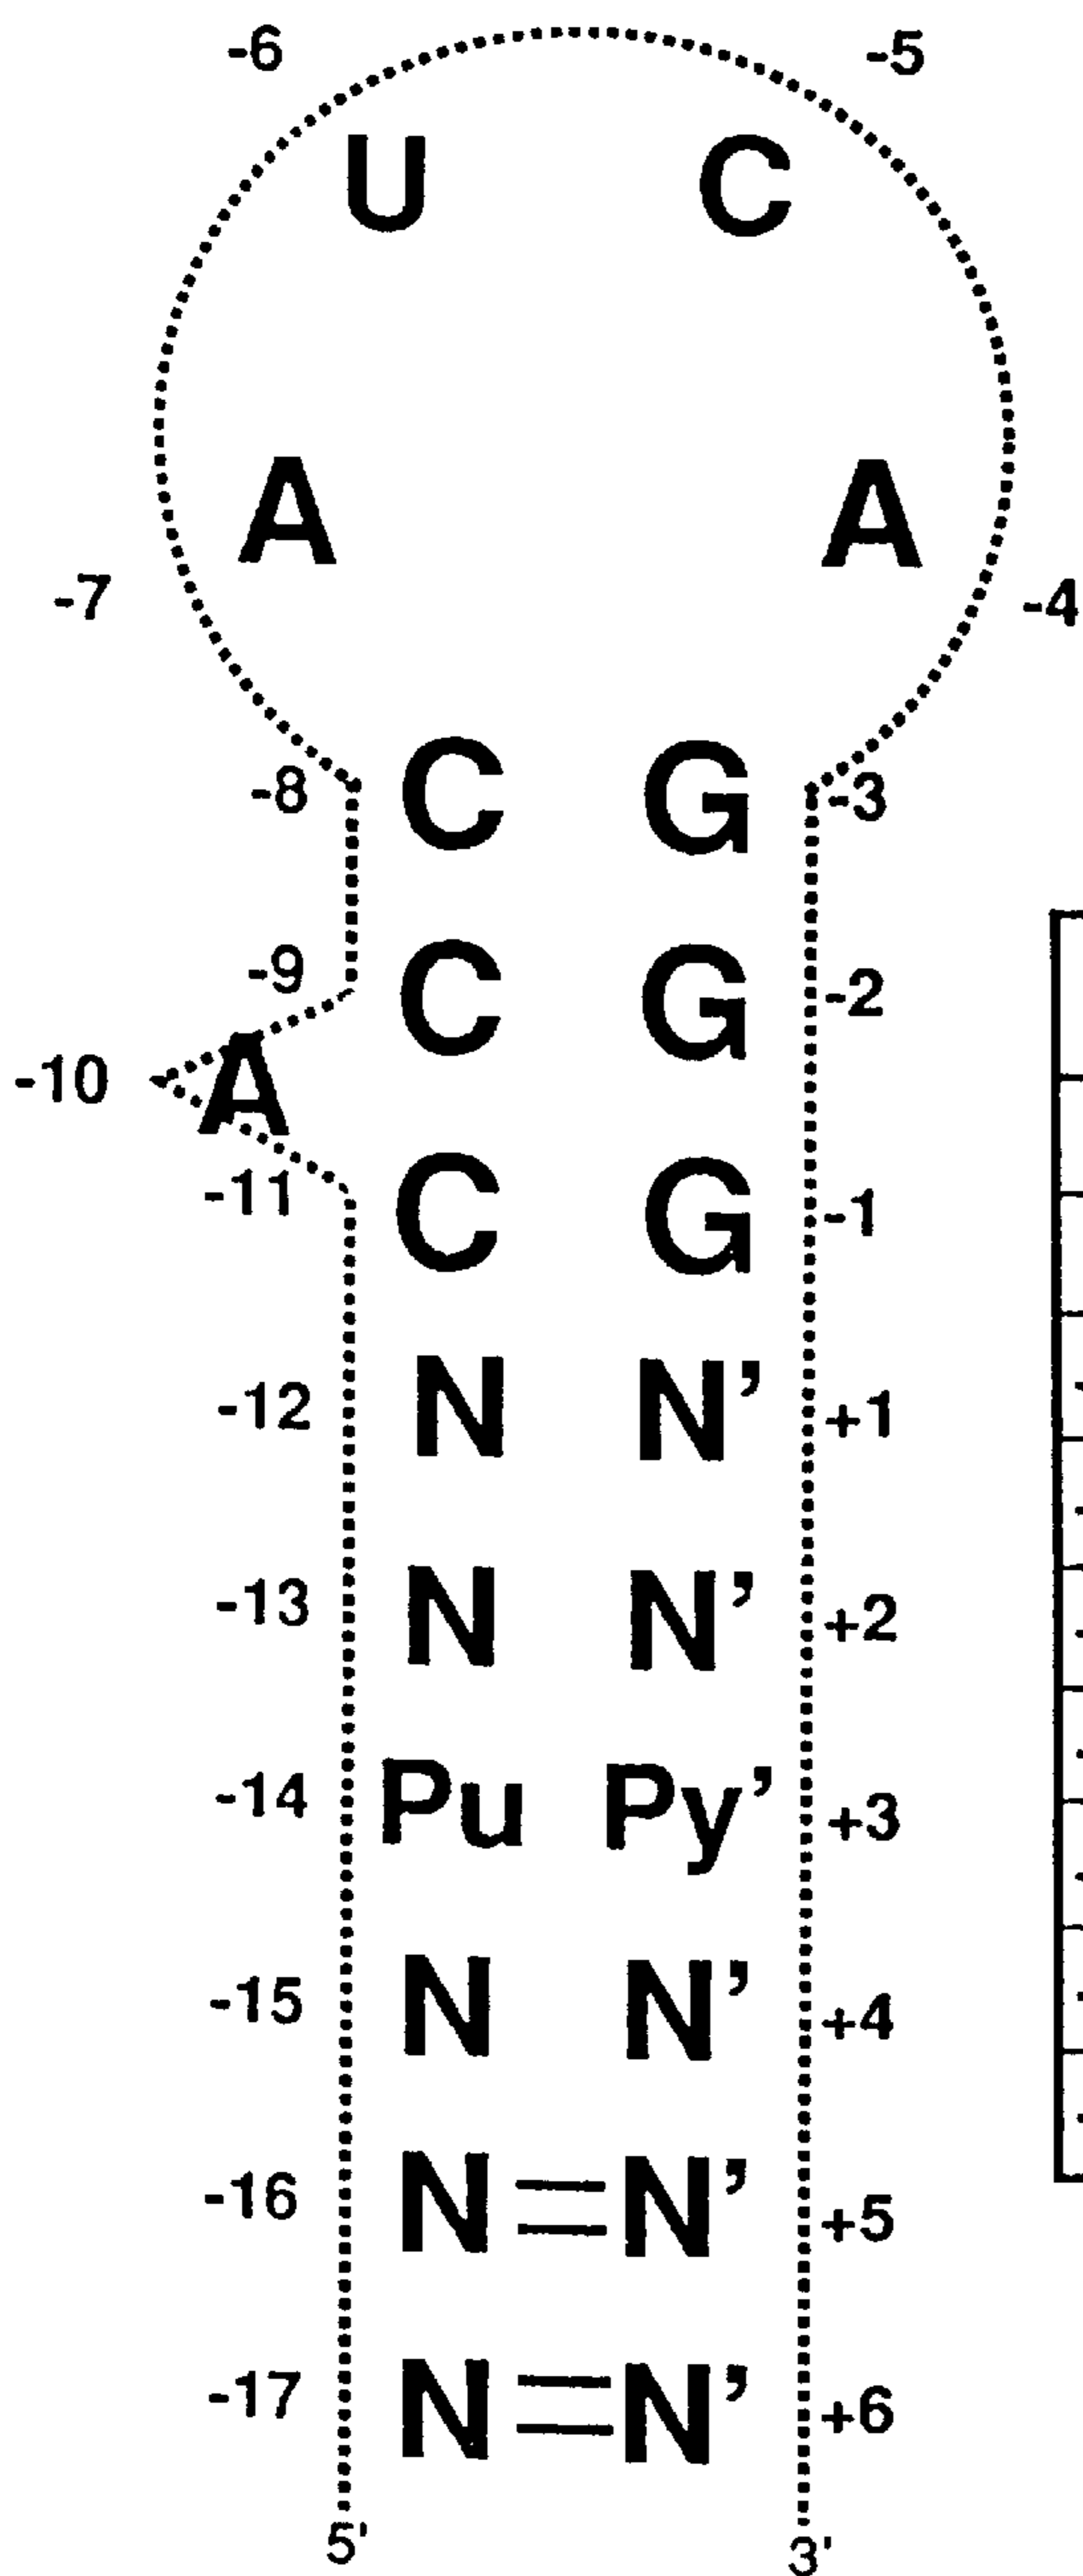 -6 -5
U C
A A
-7 -4
-8 C G -3
-9 C G -2
-10 A
-11 C G -1
-12 N N’ +1
-13 N N’ +2
-14 Pu Py’ +3
-15 N N’ +4
-16 N N’ +5
-17 N N’ +6
5' 3'